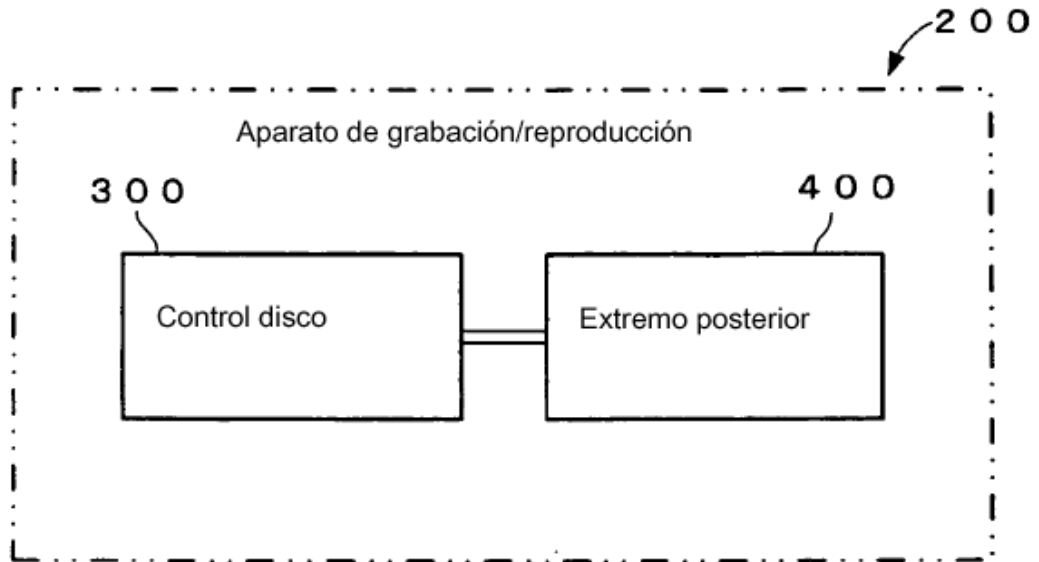 200
Aparato de grabación/reproducción
300
400
Control disco
Extremo posterior